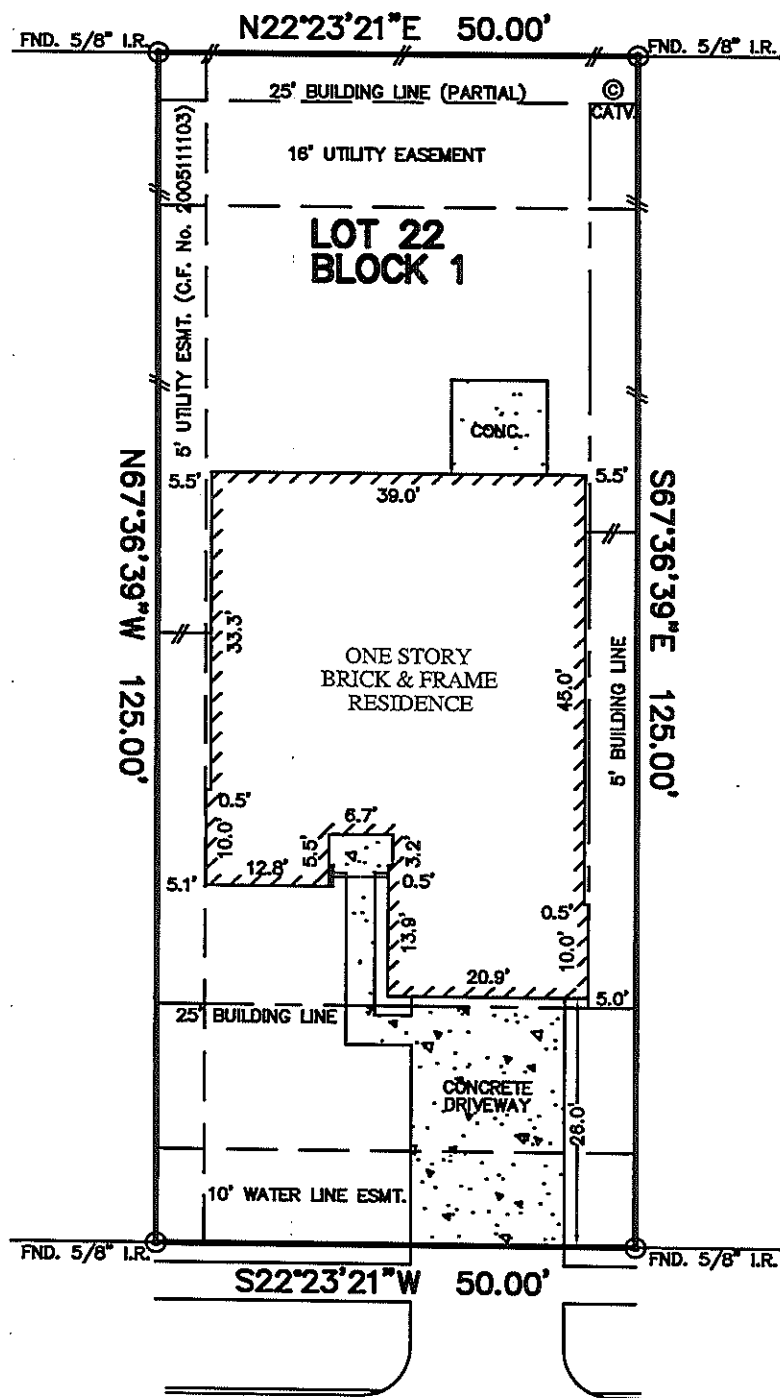 N22°23'21"E 50.00'
FND. 5/8" I.R.
FND. 5/8" I.R.
25' BUILDING LINE (PARTIAL)
©
CATV.
16' UTILITY EASEMENT
5' UTILITY ESMT. (C.F. No. 2005111103)
LOT 22
BLOCK 1
CONC.
5.5'
39.0'
5.5'
N67°36'39"W 125.00'
S67°36'39"E 125.00'
33.3'
ONE STORY
BRICK & FRAME
RESIDENCE
45.0'
5' BUILDING LINE
0.5'
10.0'
6.7'
5.5'
3.2'
12.8'
5.1'
0.5'
13.9'
0.5'
10.0'
20.9'
5.0'
25' BUILDING LINE
CONCRETE
DRIVEWAY
26.0'
10' WATER LINE ESMT.
FND. 5/8" I.R.
FND. 5/8" I.R.
S22°23'21"W 50.00'